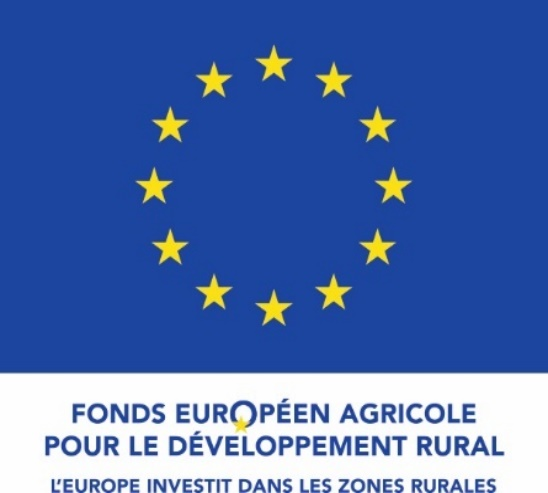 FONDS EUROPÉEN AGRICOLE
POUR LE DÉVELOPPEMENT RURAL
L'EUROPE INVESTIT DANS LES ZONES RURALES